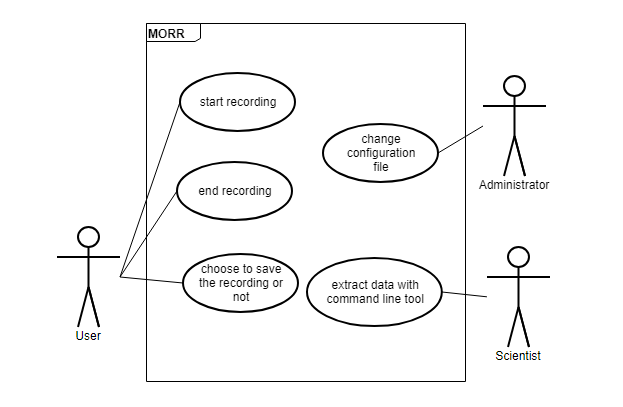 MORR
start recording
change
configuration
file
Administrator
end recording
choose to save
the recording or
not
extract data with
command line tool
User
Scientist